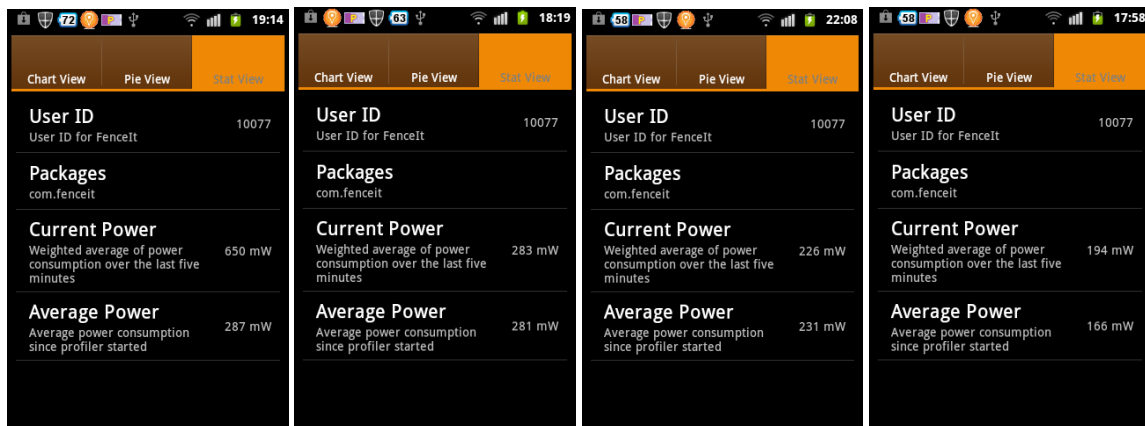 72 P 19:14
Chart View Pie View Stat View
User ID
User ID for FenceIt
10077
Packages
com.fenceit
Current Power
Weighted average of power
consumption over the last five
minutes
650 mW
Average Power
Average power consumption
since profiler started
287 mW
P 63 18:19
Chart View Pie View Stat View
User ID
User ID for FenceIt
10077
Packages
com.fenceit
Current Power
Weighted average of power
consumption over the last five
minutes
283 mW
Average Power
Average power consumption
since profiler started
281 mW
58 P 22:08
Chart View Pie View Stat View
User ID
User ID for FenceIt
10077
Packages
com.fenceit
Current Power
Weighted average of power
consumption over the last five
minutes
226 mW
Average Power
Average power consumption
since profiler started
231 mW
58 P 17:58
Chart View Pie View Stat View
User ID
User ID for FenceIt
10077
Packages
com.fenceit
Current Power
Weighted average of power
consumption over the last five
minutes
194 mW
Average Power
Average power consumption
since profiler started
166 mW